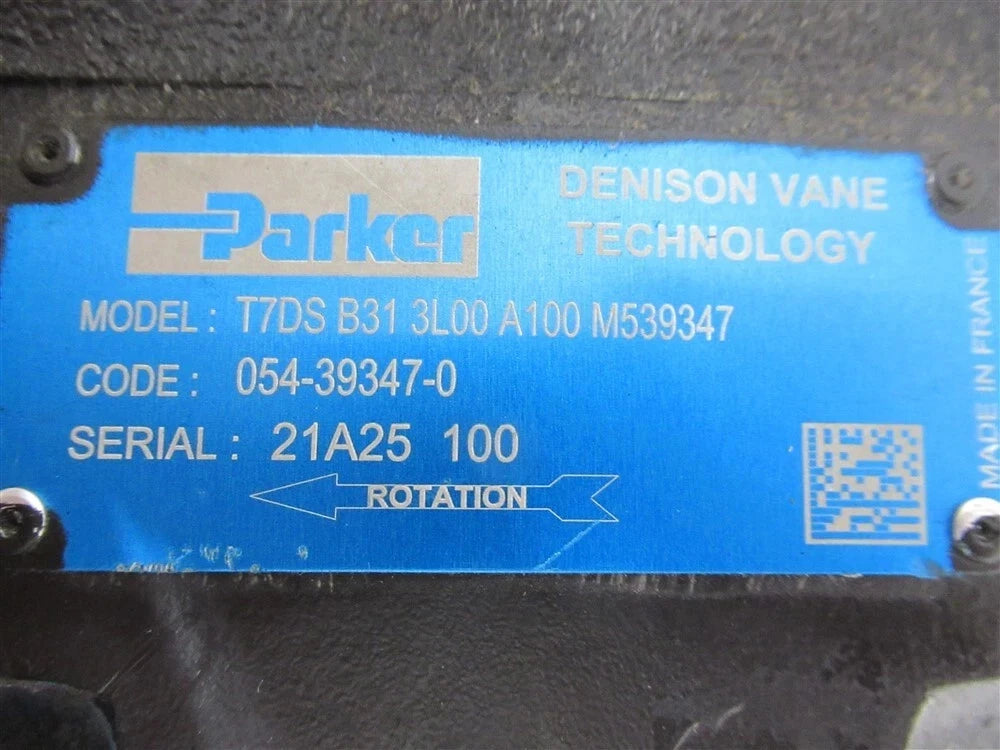 Parker
DENISON VANE
TECHNOLOGY
MODEL : T7DS B31 3L00 A100 M539347
CODE : 054-39347-0
SERIAL : 21A25 100
ROTATION
MADE IN FRANCE